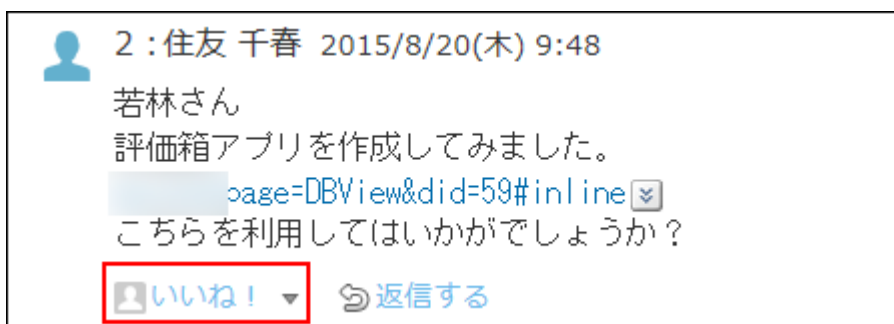 2：住友 千春 2015/8/20(木) 9:48
若林さん
評価箱アプリを作成してみました。
page=DBView&did=59#inline
こちらを利用してはいかがでしょうか？
いいね！ ▼ 返信する